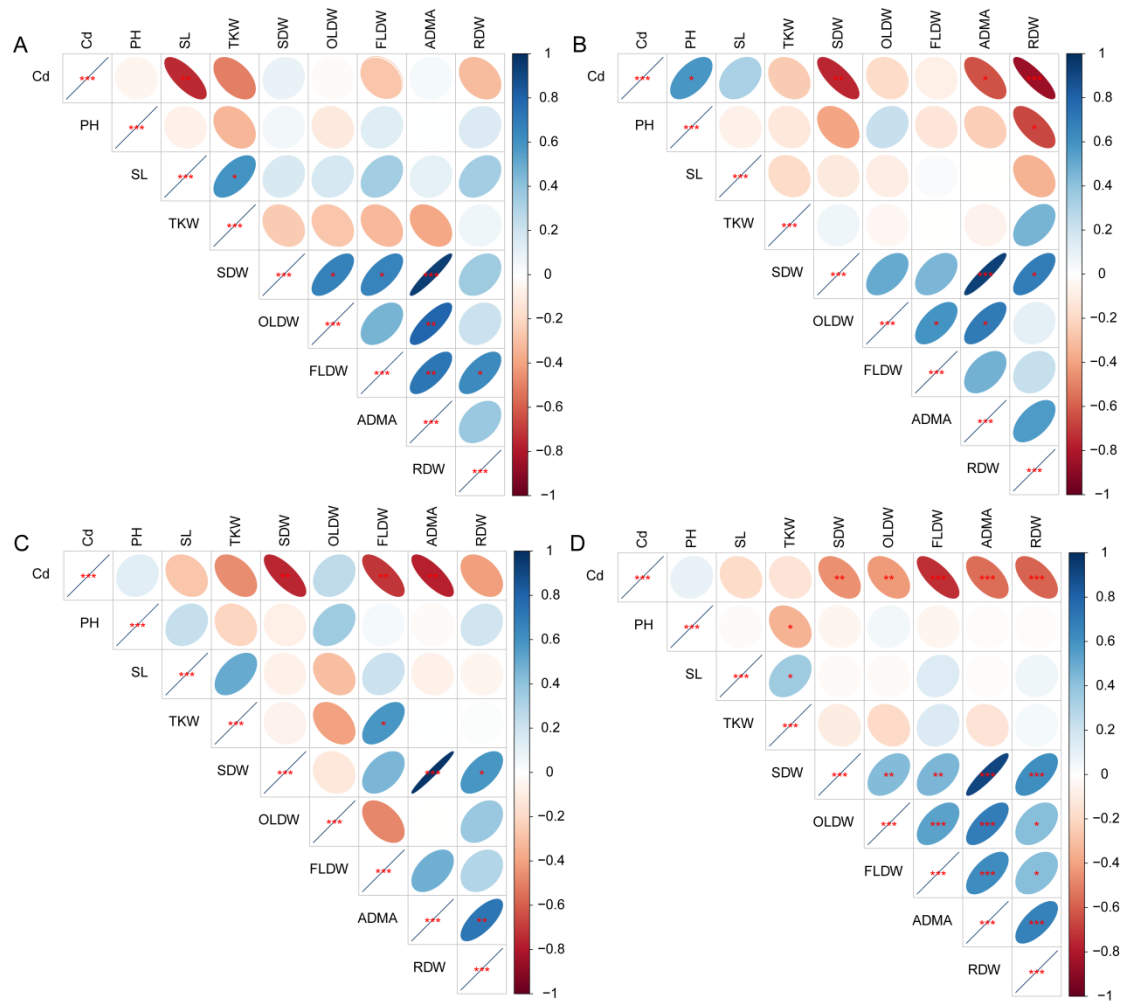 A
Cd PH SL TKW SDW OLDW FLDW ADMA RDW
Cd *** **
PH ***
SL *** *
TKW ***
SDW *** * * ***
OLDW *** **
FLDW *** ** *
ADMA ***
RDW ***
1
0.8
0.6
0.4
0.2
0
−0.2
−0.4
−0.6
−0.8
−1
B
Cd PH SL TKW SDW OLDW FLDW ADMA RDW
Cd *** * ** * ***
PH *** *
SL ***
TKW ***
SDW *** *** *
OLDW *** * *
FLDW ***
ADMA ***
RDW ***
1
0.8
0.6
0.4
0.2
0
−0.2
−0.4
−0.6
−0.8
−1
C
Cd PH SL TKW SDW OLDW FLDW ADMA RDW
Cd *** ** ** **
PH ***
SL ***
TKW *** *
SDW *** *** *
OLDW ***
FLDW ***
ADMA *** **
RDW ***
1
0.8
0.6
0.4
0.2
0
−0.2
−0.4
−0.6
−0.8
−1
D
Cd PH SL TKW SDW OLDW FLDW ADMA RDW
Cd *** ** ** *** *** ***
PH *** *
SL *** *
TKW ***
SDW *** ** ** *** ***
OLDW *** *** *** *
FLDW *** *** *
ADMA *** ***
RDW ***
1
0.8
0.6
0.4
0.2
0
−0.2
−0.4
−0.6
−0.8
−1